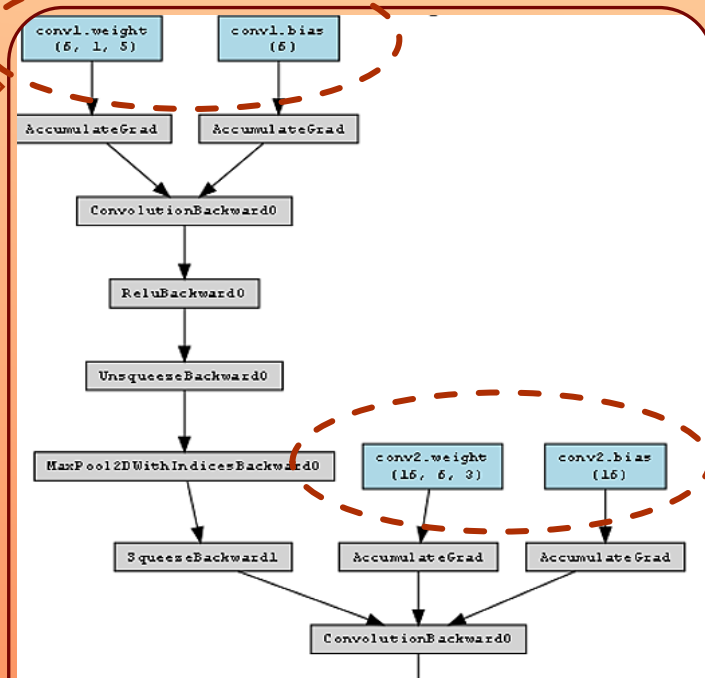 conv1.weight
(6, 1, 5)
conv1.bias
(6)
AccumulateGrad
AccumulateGrad
ConvolutionBackward0
ReluBackward0
UnsqueezeBackward0
MaxPool2DWithIndicesBackward0
conv2.weight
(16, 6, 3)
conv2.bias
(16)
SqueezeBackward1
AccumulateGrad
AccumulateGrad
ConvolutionBackward0